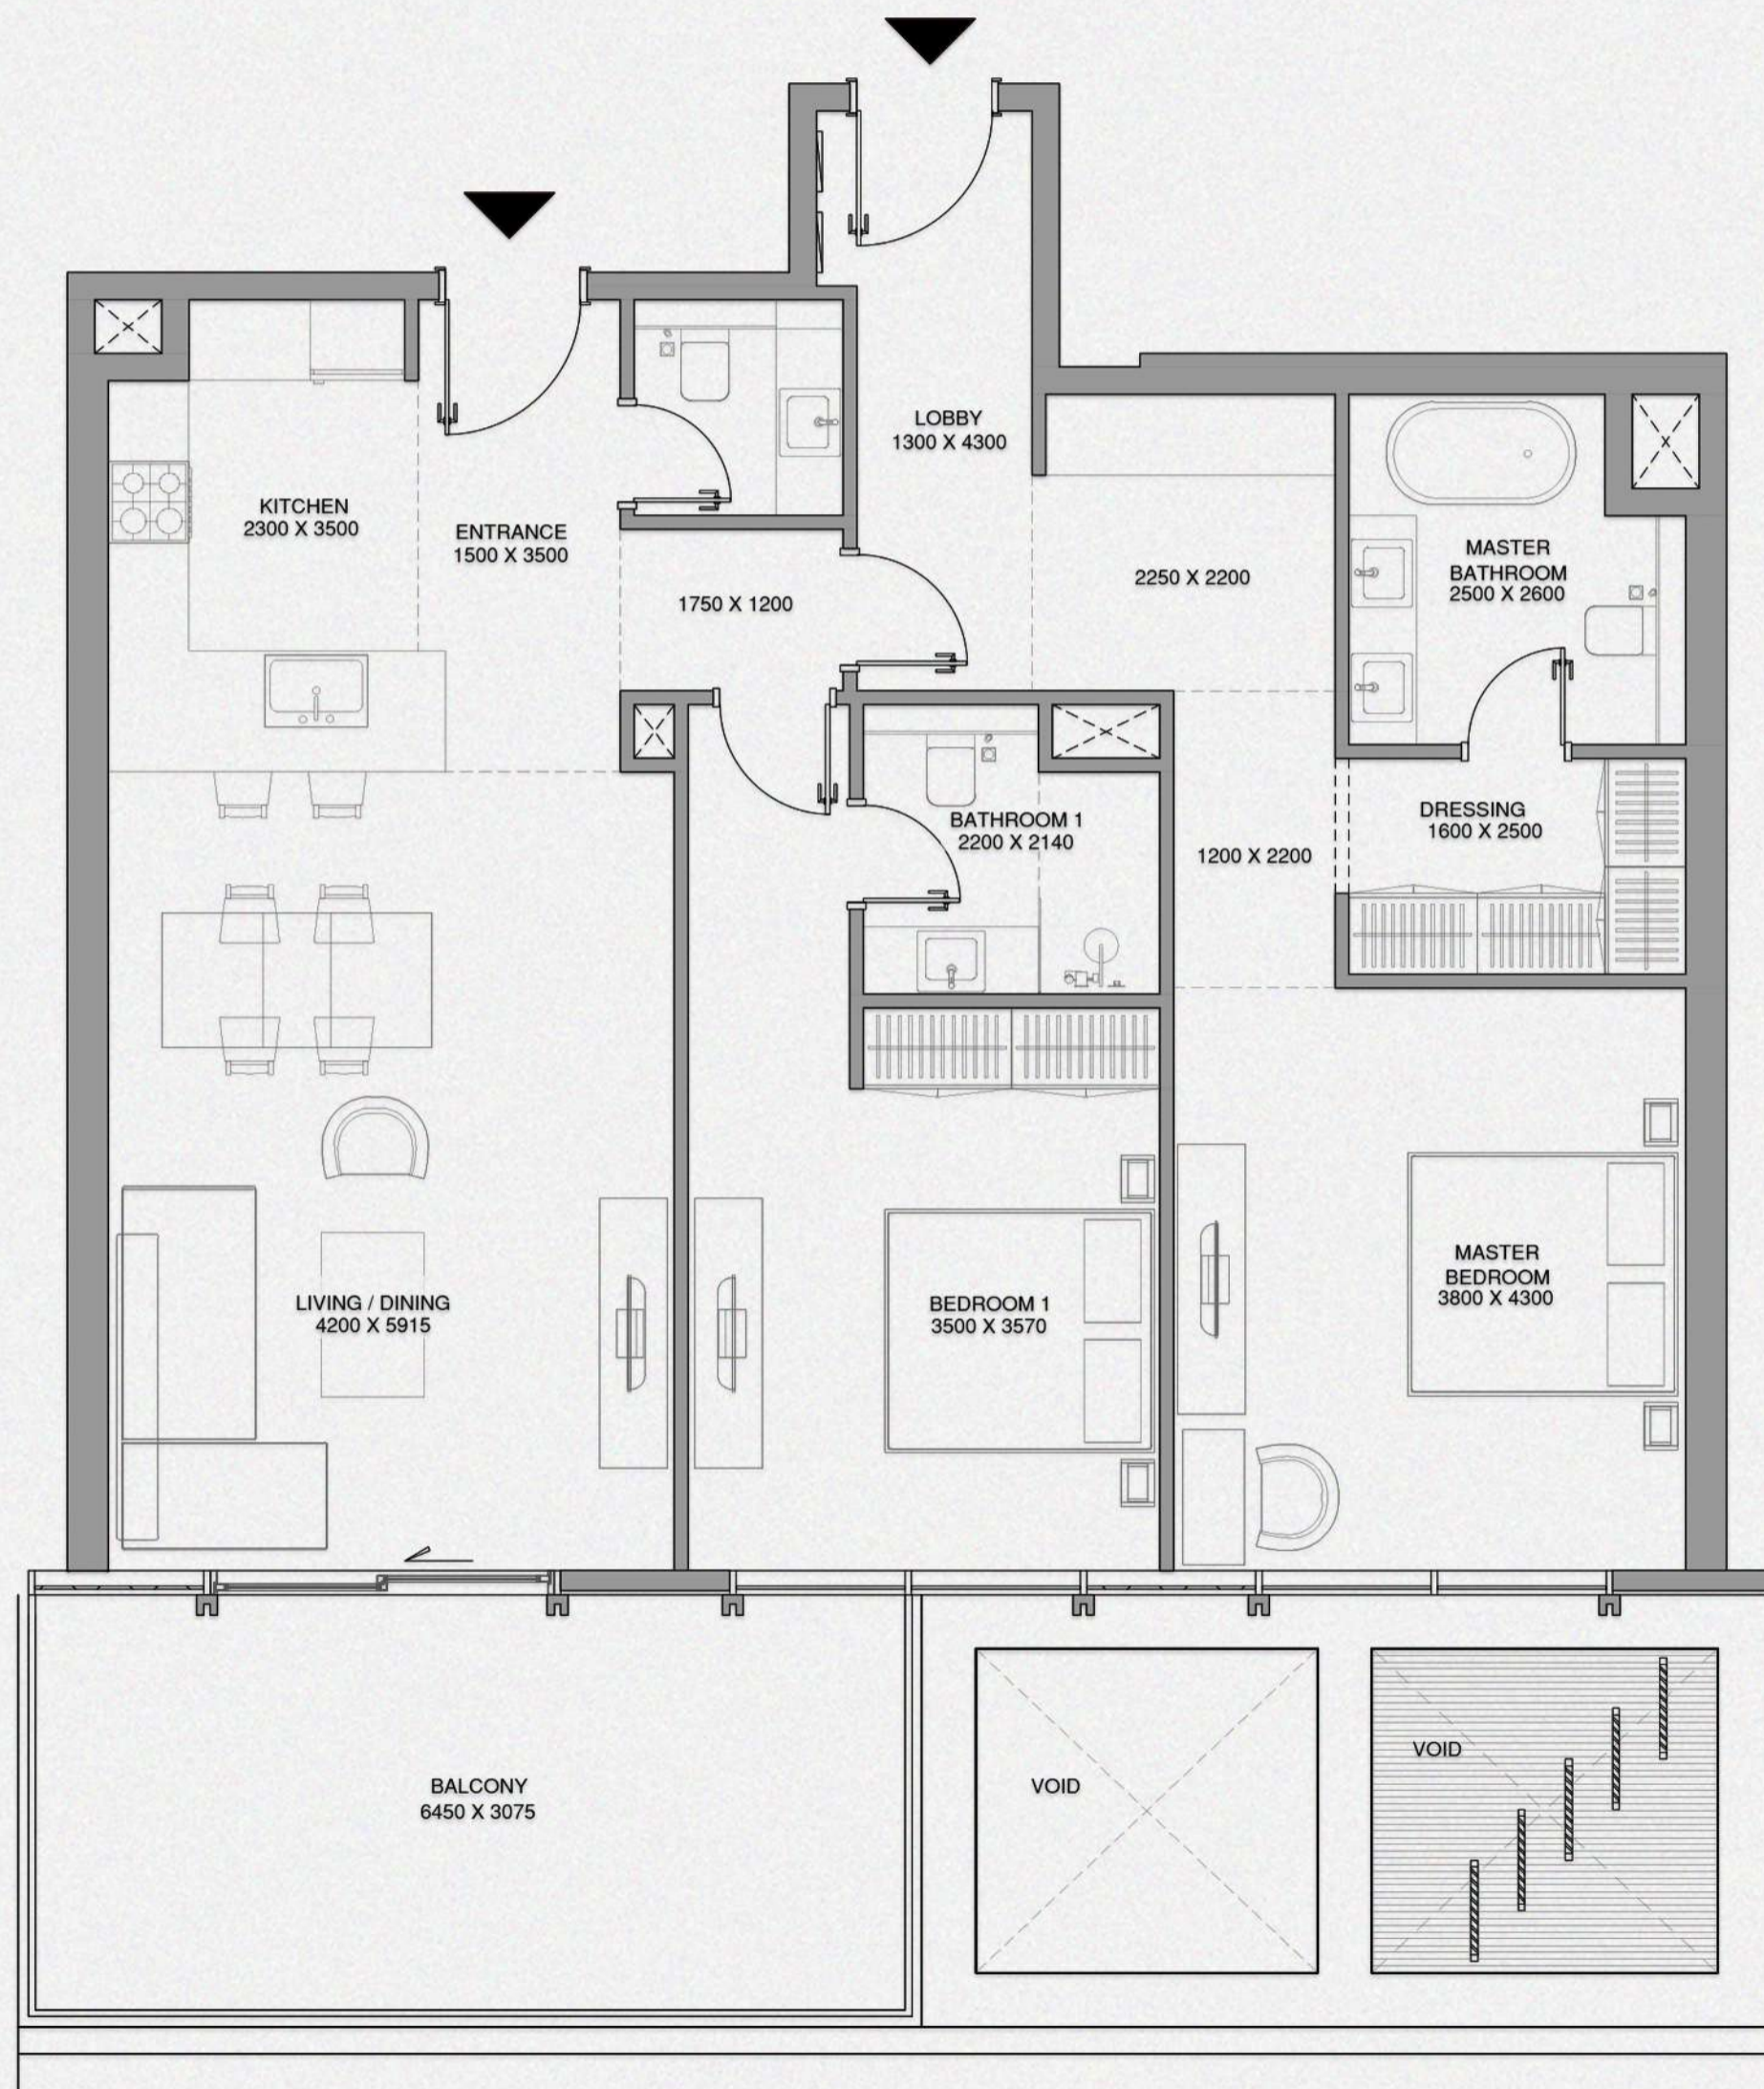 LOBBY
1300 X 4300
KITCHEN
2300 X 3500
ENTRANCE
1500 X 3500
1750 X 1200
2250 X 2200
MASTER
BATHROOM
2500 X 2600
BATHROOM 1
2200 X 2140
1200 X 2200
DRESSING
1600 X 2500
LIVING / DINING
4200 X 5915
BEDROOM 1
3500 X 3570
MASTER
BEDROOM
3800 X 4300
BALCONY
6450 X 3075
VOID
VOID